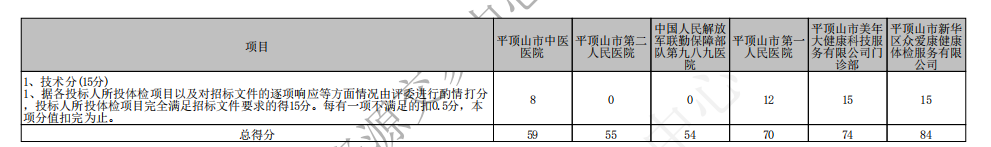 项目
平顶山市中医
医院
平顶山市第二
人民医院
中国人民解放
军联勤保障部
队第九八九医
院
平顶山市第一
人民医院
平顶山市美年
大健康科技服
务有限公司门
诊部
平顶山市新华
区众爱康健康
体检服务有限
公司
1、技术分(15分)
1、据各投标人所投体检项目以及对招标文件的逐项响应等方面情况由评委进行酌情打分
,投标人所投体检项目完全满足招标文件要求的得15分。每有一项不满足的扣0.5分，本
项分值扣完为止。
8
0
0
12
15
15
总得分
59
55
54
70
74
84
源
中心